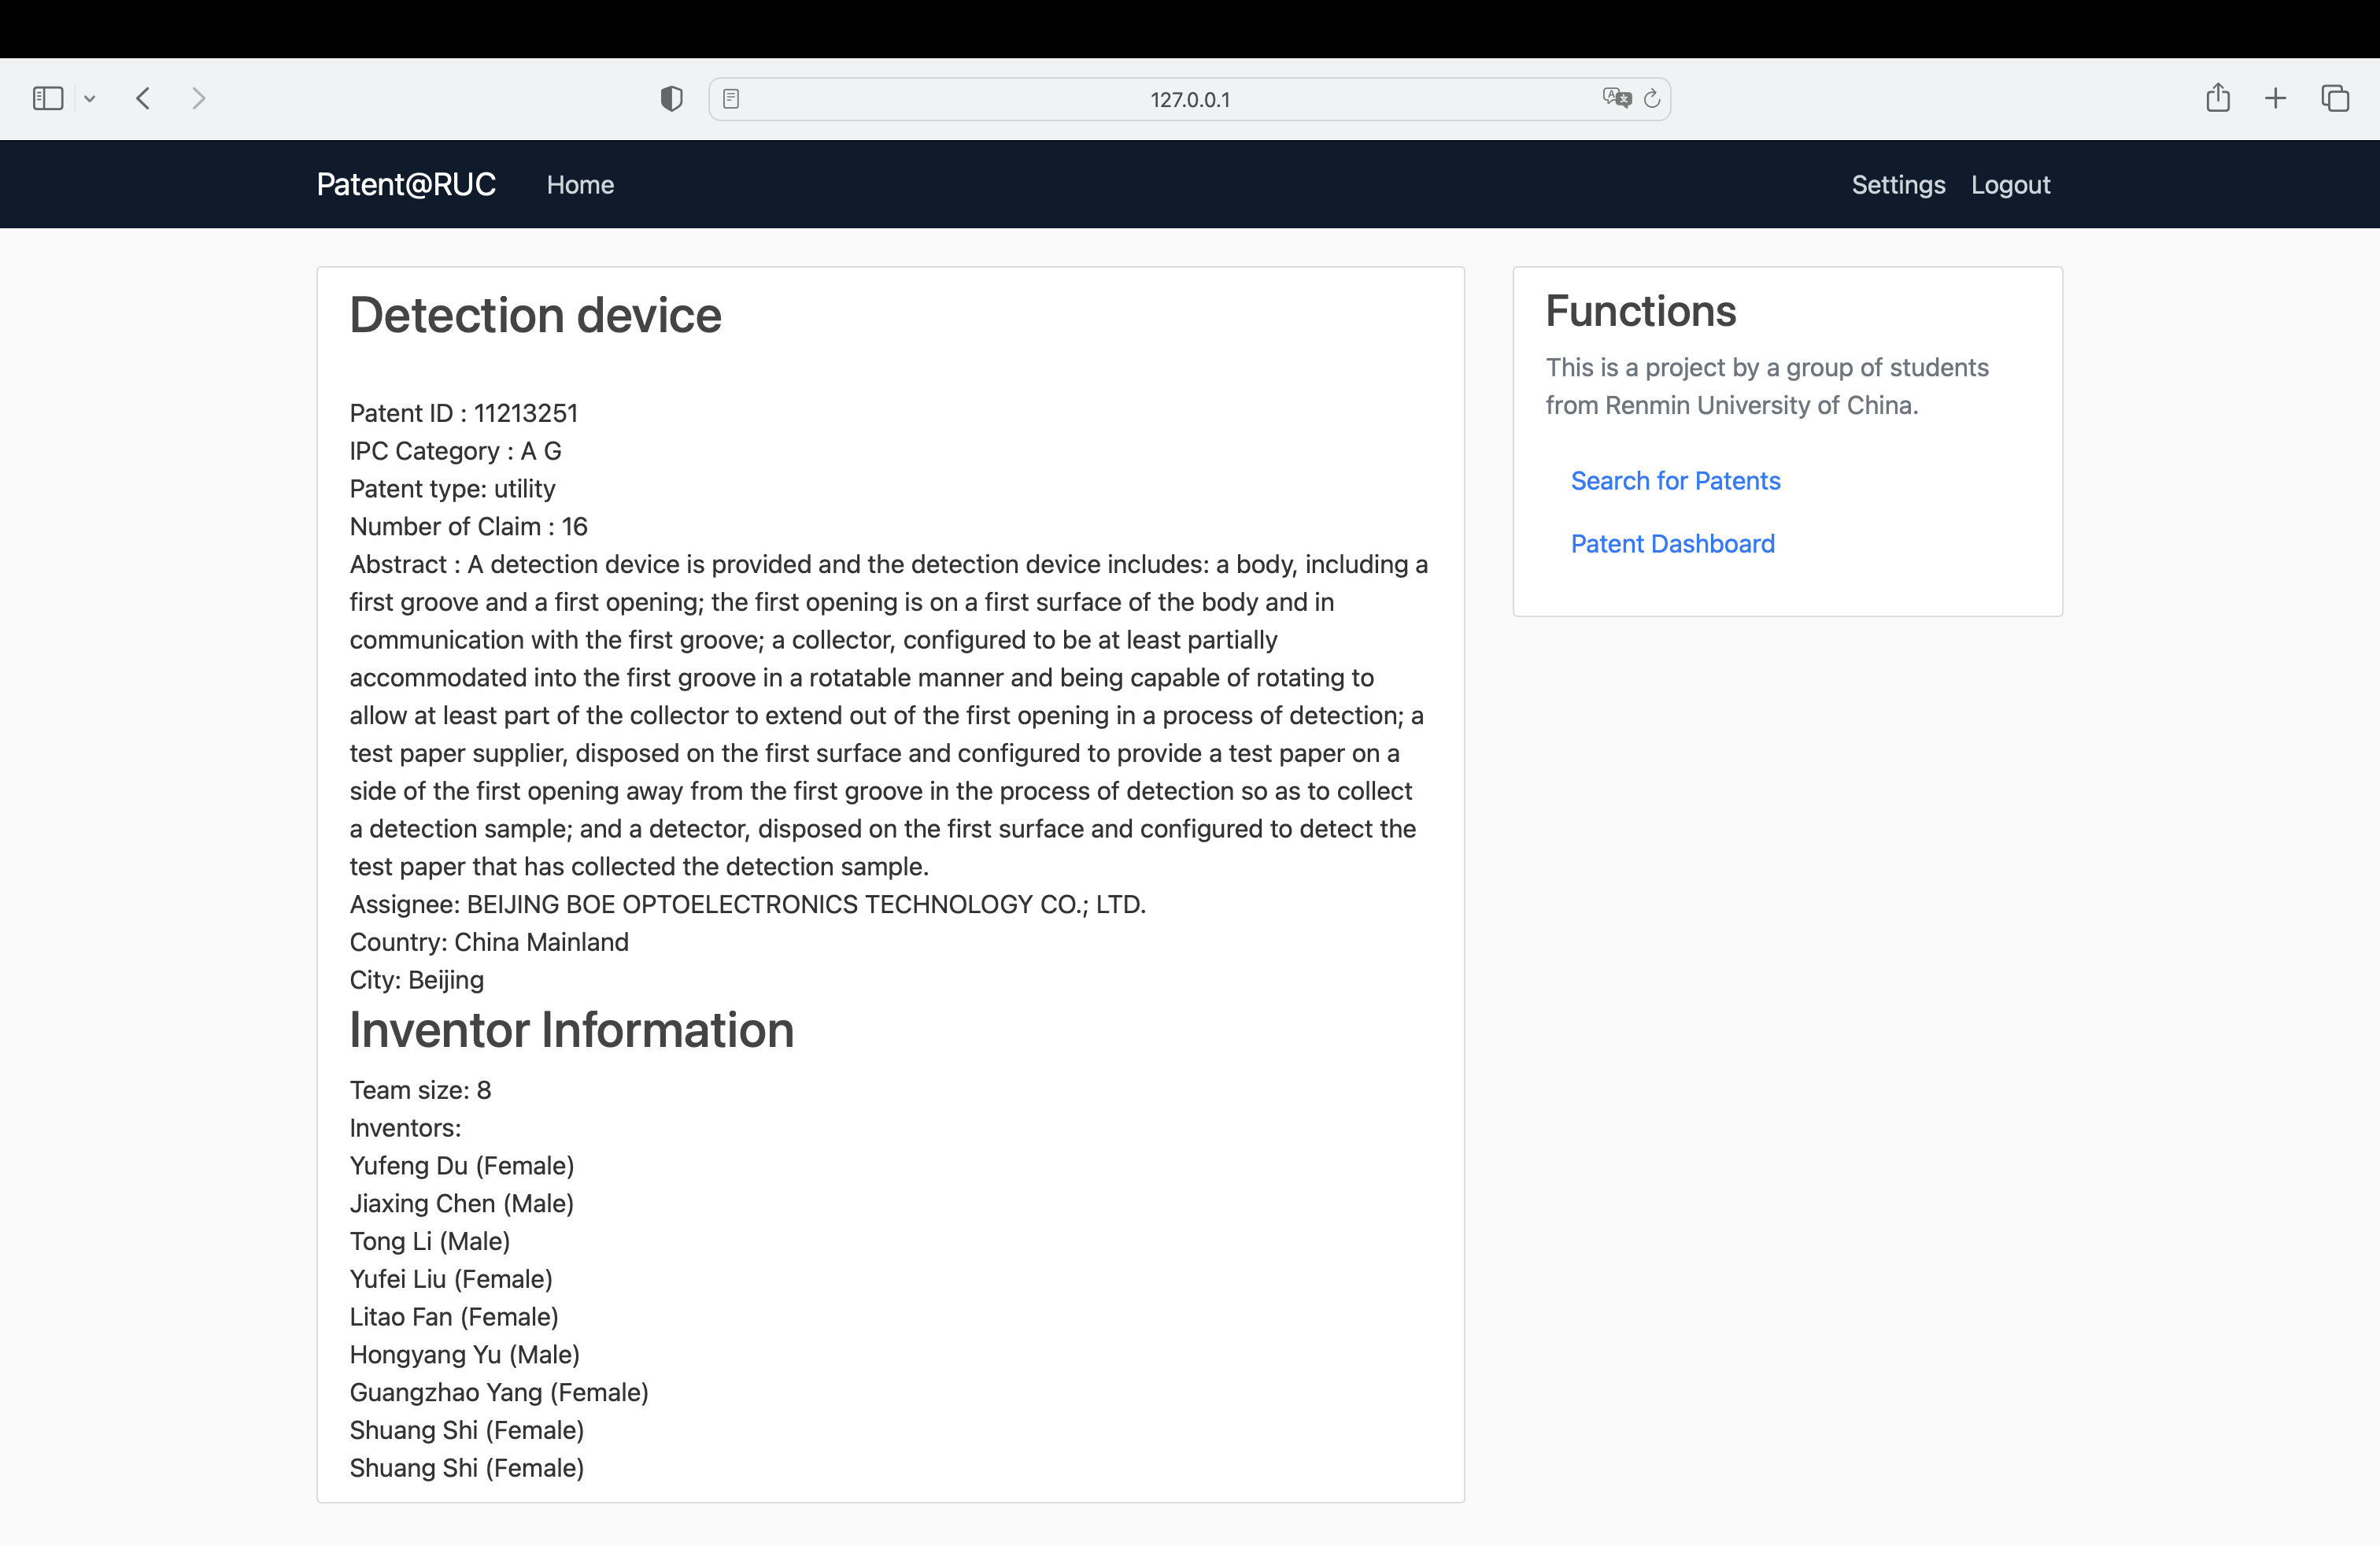 127.0.0.1
Patent@RUC Home Settings Logout
Detection device
Patent ID : 11213251
IPC Category : A G
Patent type: utility
Number of Claim : 16
Abstract : A detection device is provided and the detection device includes: a body, including a
first groove and a first opening; the first opening is on a first surface of the body and in
communication with the first groove; a collector, configured to be at least partially
accommodated into the first groove in a rotatable manner and being capable of rotating to
allow at least part of the collector to extend out of the first opening in a process of detection; a
test paper supplier, disposed on the first surface and configured to provide a test paper on a
side of the first opening away from the first groove in the process of detection so as to collect
a detection sample; and a detector, disposed on the first surface and configured to detect the
test paper that has collected the detection sample.
Assignee: BEIJING BOE OPTOELECTRONICS TECHNOLOGY CO.; LTD.
Country: China Mainland
City: Beijing
Inventor Information
Team size: 8
Inventors:
Yufeng Du (Female)
Jiaxing Chen (Male)
Tong Li (Male)
Yufei Liu (Female)
Litao Fan (Female)
Hongyang Yu (Male)
Guangzhao Yang (Female)
Shuang Shi (Female)
Shuang Shi (Female)
Functions
This is a project by a group of students
from Renmin University of China.
Search for Patents
Patent Dashboard